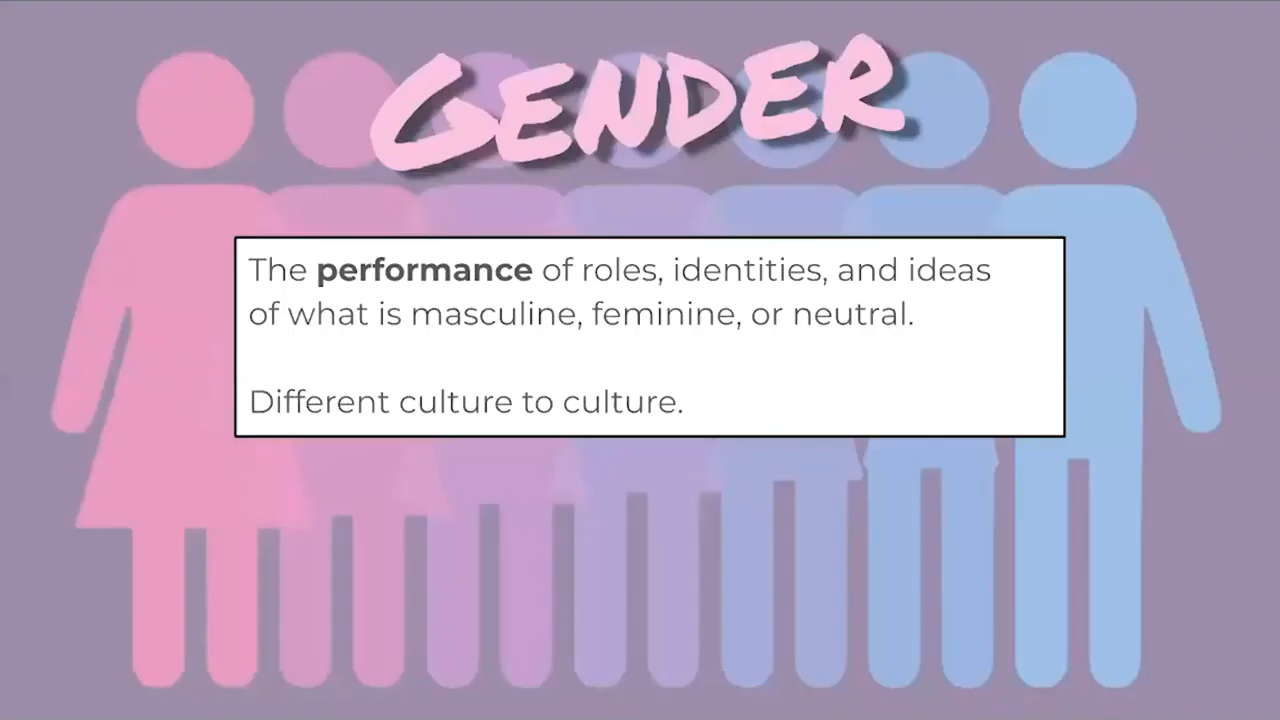 GENDER
The performance of roles, identities, and ideas
of what is masculine, feminine, or neutral.
Different culture to culture.